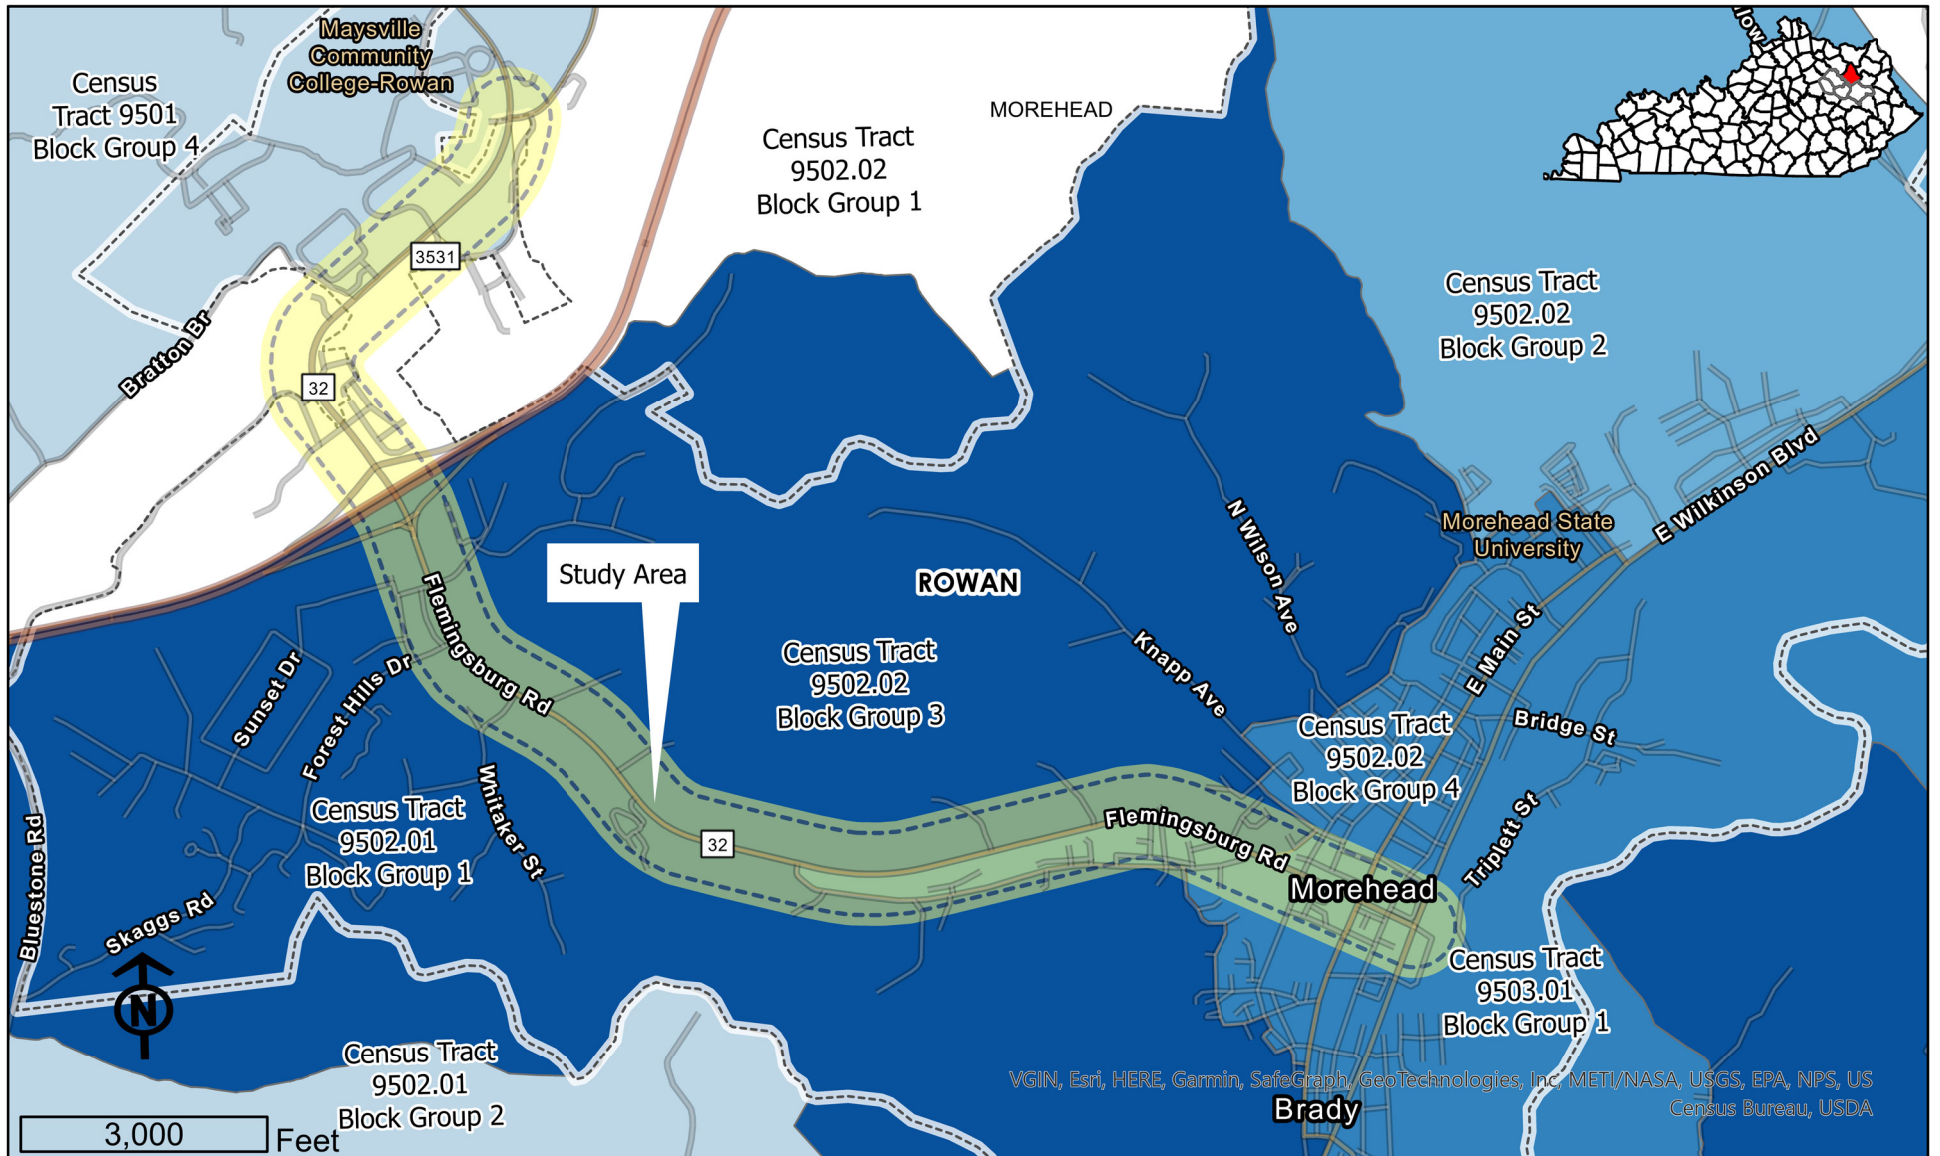 Maysville
Community
College-Rowan
Census
Tract 9501
Block Group 4
MOREHEAD
Census Tract
9502.02
Block Group 1
3531
Census Tract
9502.02
Block Group 2
Bratton Br
32
E Wilkinson Blvd
Morehead State
University
N Wilson Ave
Study Area
ROWAN
Flemingsburg Rd
E Main St
Knapp Ave
Census Tract
9502.02
Block Group 3
Sunset Dr
Forest Hills Dr
Bridge St
Census Tract
9502.02
Block Group 4
Whitaker St
Census Tract
9502.01
Block Group 1
Triplett St
Flemingsburg Rd
32
Bluestone Rd
Skaggs Rd
Morehead
Census Tract
9503.01
Block Group 1
N
Census Tract
9502.01
Block Group 2
VGIN, Esri, HERE, Garmin, SafeGraph, GeoTechnologies, Inc, METI/NASA, USGS, EPA, NPS, US
Census Bureau, USDA
Brady
3,000 Feet